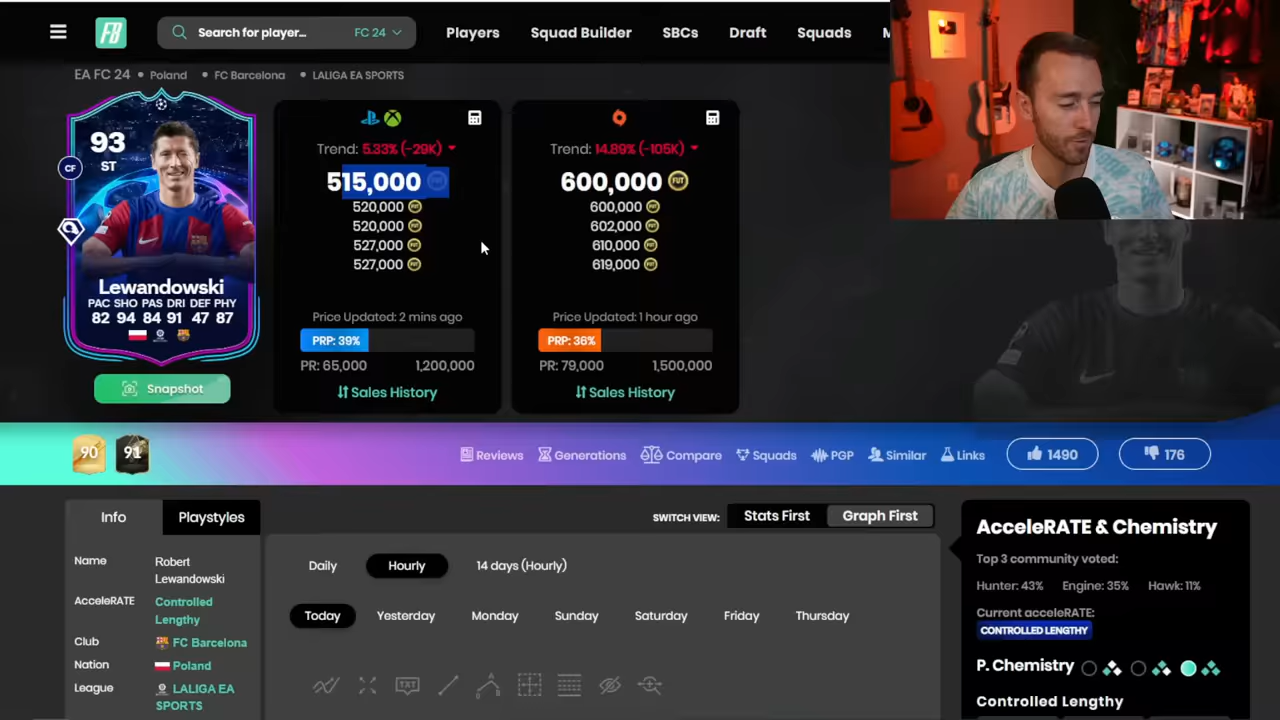 FB
Search for player...
FC 24
Players
Squad Builder
SBCs
Draft
Squads
M
EA FC 24 • Poland • FC Barcelona • LALIGA EA SPORTS
93
ST
CF
Lewandowski
PAC SHO PAS DRI DEF PHY
82 94 84 91 47 87
Snapshot
Trend: 5.33% (-29K)
515,000
520,000
520,000
527,000
527,000
Price Updated: 2 mins ago
PRP: 39%
PR: 65,000
1,200,000
Sales History
Trend: 14.89% (-105K)
600,000 FUT
600,000
602,000
610,000
619,000
Price Updated: 1 hour ago
PRP: 36%
PR: 79,000
1,500,000
Sales History
90
91
Reviews
Generations
Compare
Squads
PGP
Similar
Links
1490
176
Info
Playstyles
Name
Robert
Lewandowski
AcceleRATE
Controlled
Lengthy
Club
FC Barcelona
Nation
Poland
League
LALIGA EA
SPORTS
SWITCH VIEW:
Stats First
Graph First
Daily
Hourly
14 days (Hourly)
Today
Yesterday
Monday
Sunday
Saturday
Friday
Thursday
TXT
AcceleRATE & Chemistry
Top 3 community voted:
Hunter: 43%
Engine: 35%
Hawk: 11%
Current acceleRATE:
CONTROLLED LENGTHY
P. Chemistry
Controlled Lengthy